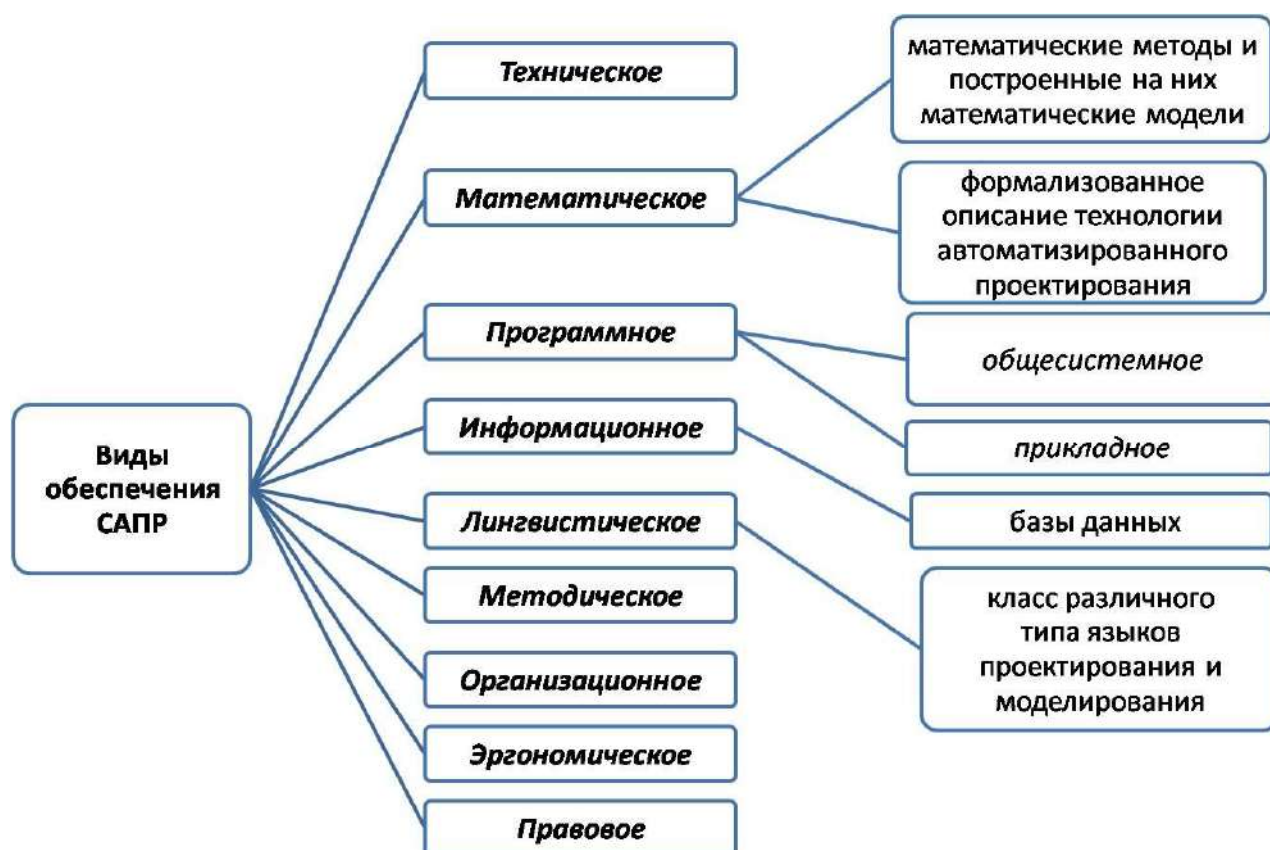 Виды
обеспечения
САПР
Техническое
Математическое
Программное
Информационное
Лингвистическое
Методическое
Организационное
Эргономическое
Правовое
математические методы и
построенные на них
математические модели
формализованное
описание технологии
автоматизированного
проектирования
общесистемное
прикладное
базы данных
класс различного
типа языков
проектирования и
моделирования